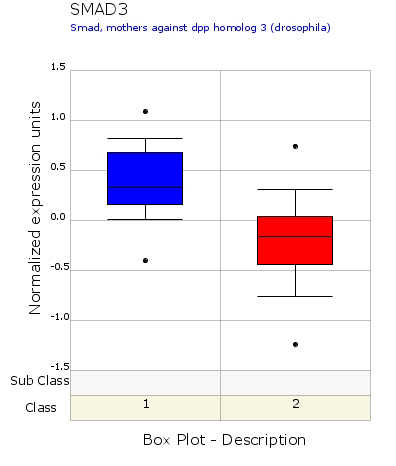 SMAD3
Smad, mothers against dpp homolog 3 (drosophila)
Normalized expression units
1.5
1.0
0.5
0.0
-0.5
-1.0
-1.5
Sub Class
Class 1 2
Box Plot - Description